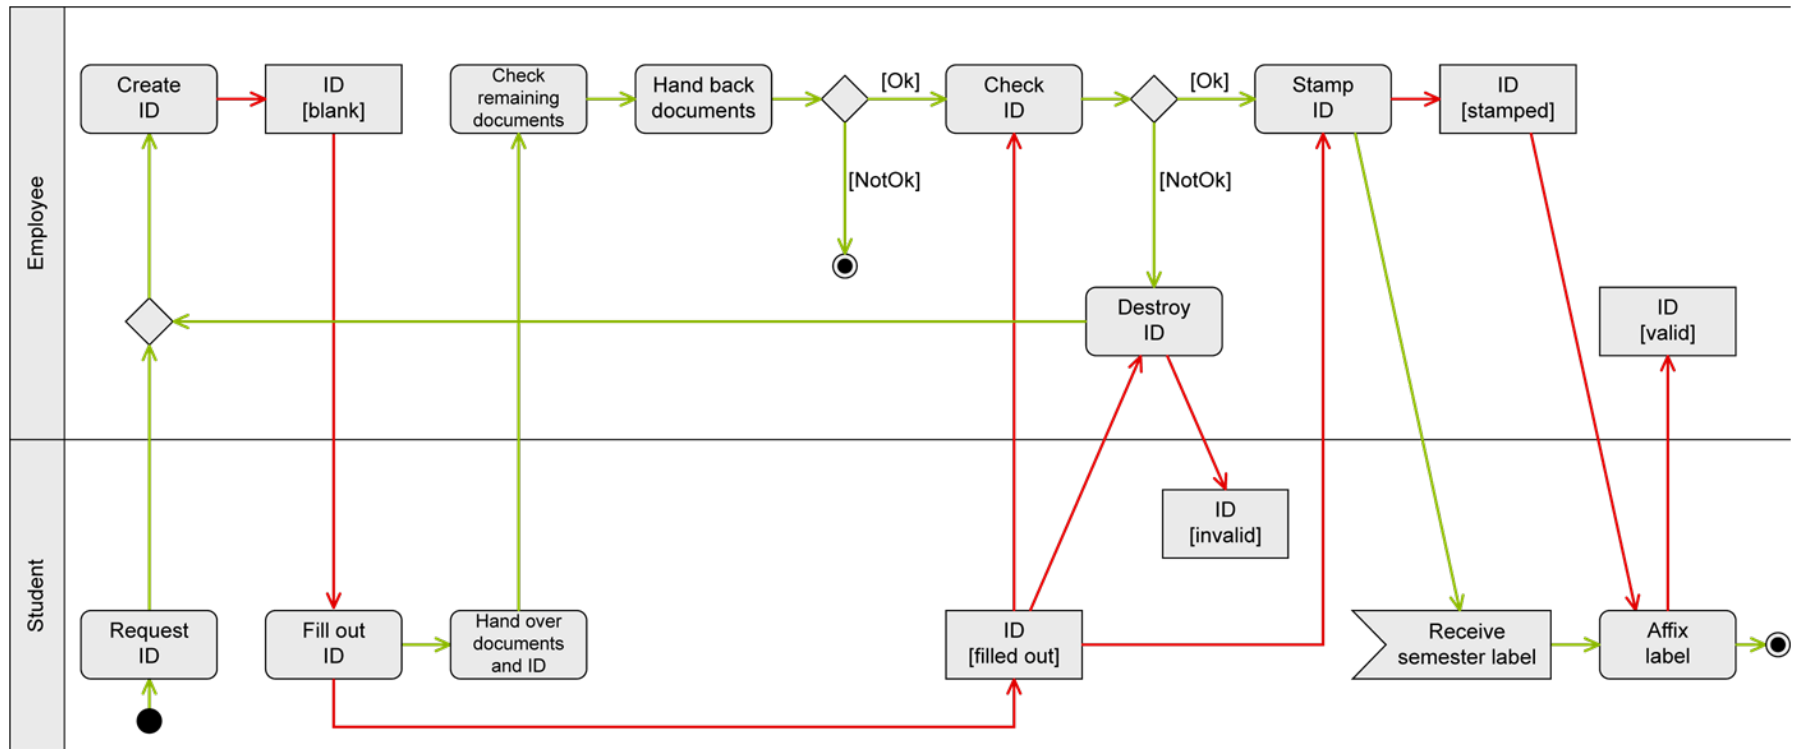 Employee
Create
ID
ID
[blank]
Check
remaining
documents
Hand back
documents
[Ok]
[NotOk]
Check
ID
[Ok]
[NotOk]
Stamp
ID
ID
[stamped]
Destroy
ID
ID
[valid]
Student
Request
ID
Fill out
ID
Hand over
documents
and ID
ID
[filled out]
ID
[invalid]
Receive
semester label
Affix
label